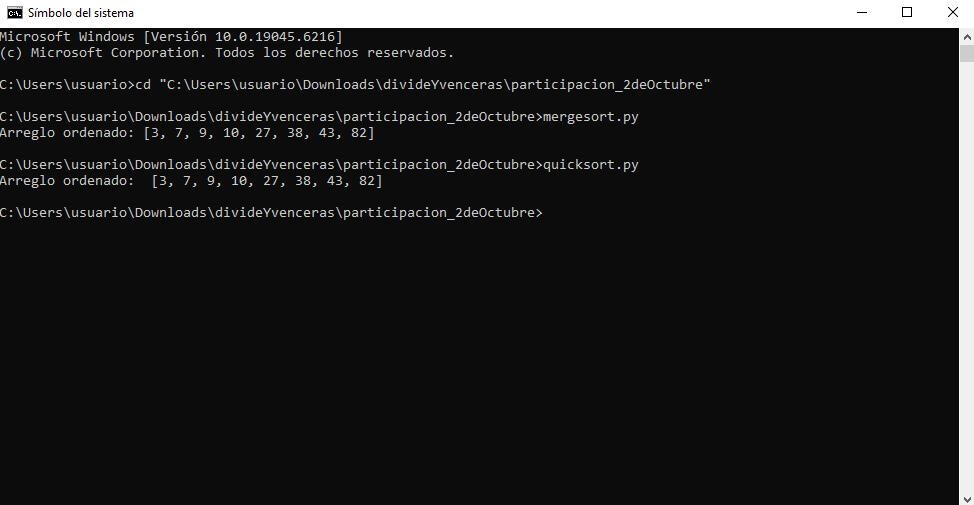 Símbolo del sistema
Microsoft Windows [Versión 10.0.19045.6216]
(c) Microsoft Corporation. Todos los derechos reservados.
C:\Users\usuario>cd "C:\Users\usuario\Downloads\divideYvenceras\participacion_2deOctubre"
C:\Users\usuario\Downloads\divideYvenceras\participacion_2deOctubre>mergesort.py
Arreglo ordenado: [3, 7, 9, 10, 27, 38, 43, 82]
C:\Users\usuario\Downloads\divideYvenceras\participacion_2deOctubre>quicksort.py
Arreglo ordenado:  [3, 7, 9, 10, 27, 38, 43, 82]
C:\Users\usuario\Downloads\divideYvenceras\participacion_2deOctubre>